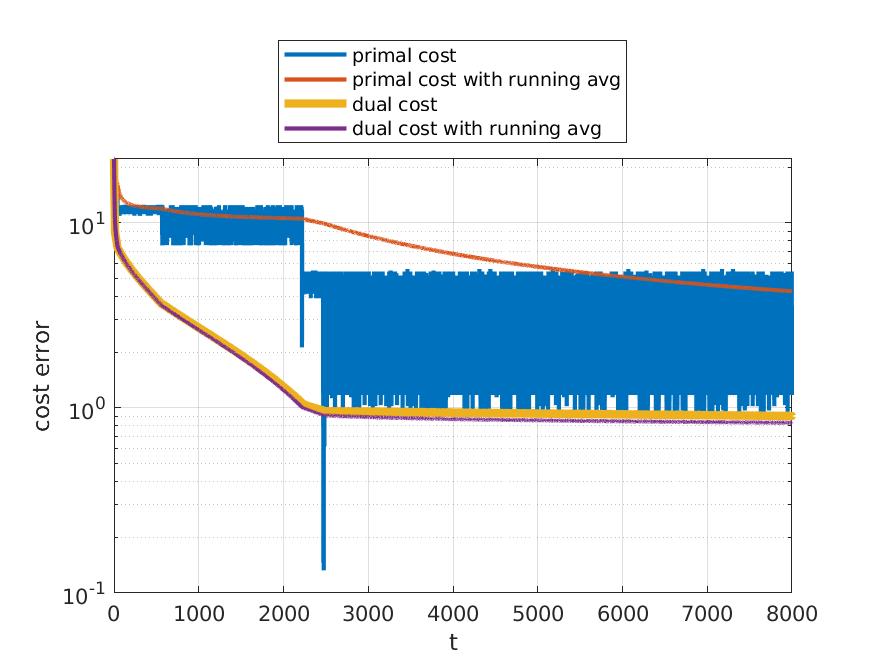 primal cost
primal cost with running avg
dual cost
dual cost with running avg
10^1
10^0
10^-1
cost error
0 1000 2000 3000 4000 5000 6000 7000 8000
t